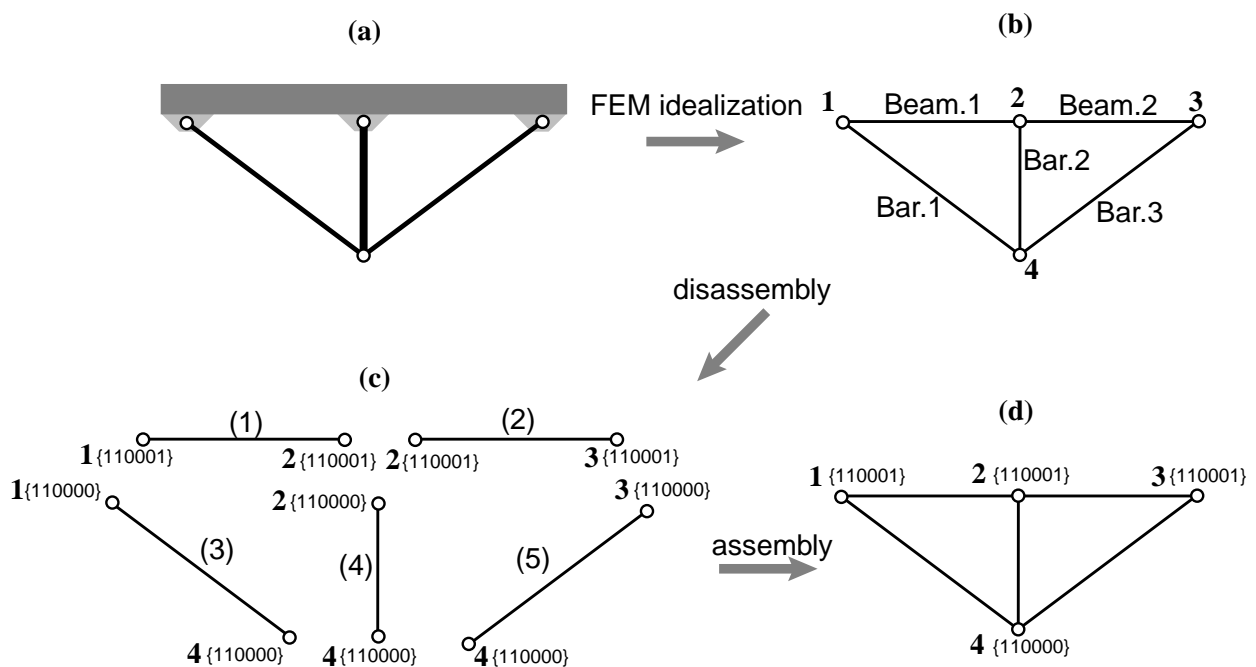 (a)
(b)
FEM idealization
1 Beam.1 2 Beam.2 3
Bar.2
Bar.1
Bar.3
4
disassembly
(c)
(d)
(1)
(2)
1{110001}
2{110001}
2{110001}
3{110001}
1{110000}
2{110000}
3{110000}
(3)
(4)
(5)
4{110000}
4{110000}
4{110000}
assembly
1{110001}
2{110001}
3{110001}
4{110000}